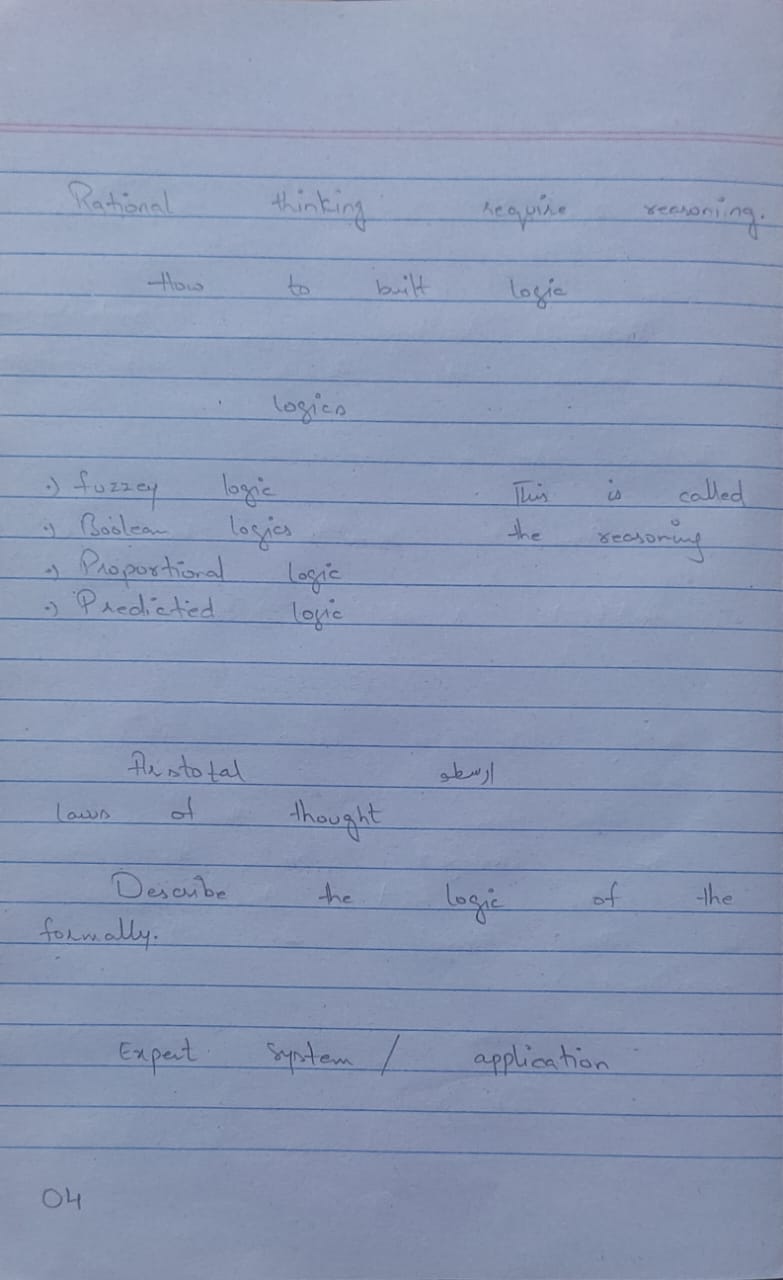 Rational thinking require reasoning.
How to built logic
logics
fuzzey logic
Boolean logics
Proportional logic
Predictied logic
This is called
the reasoning
Aristotal ارسطو
laws of thought
Describe the logic of the
formally.
Expert System / application
04